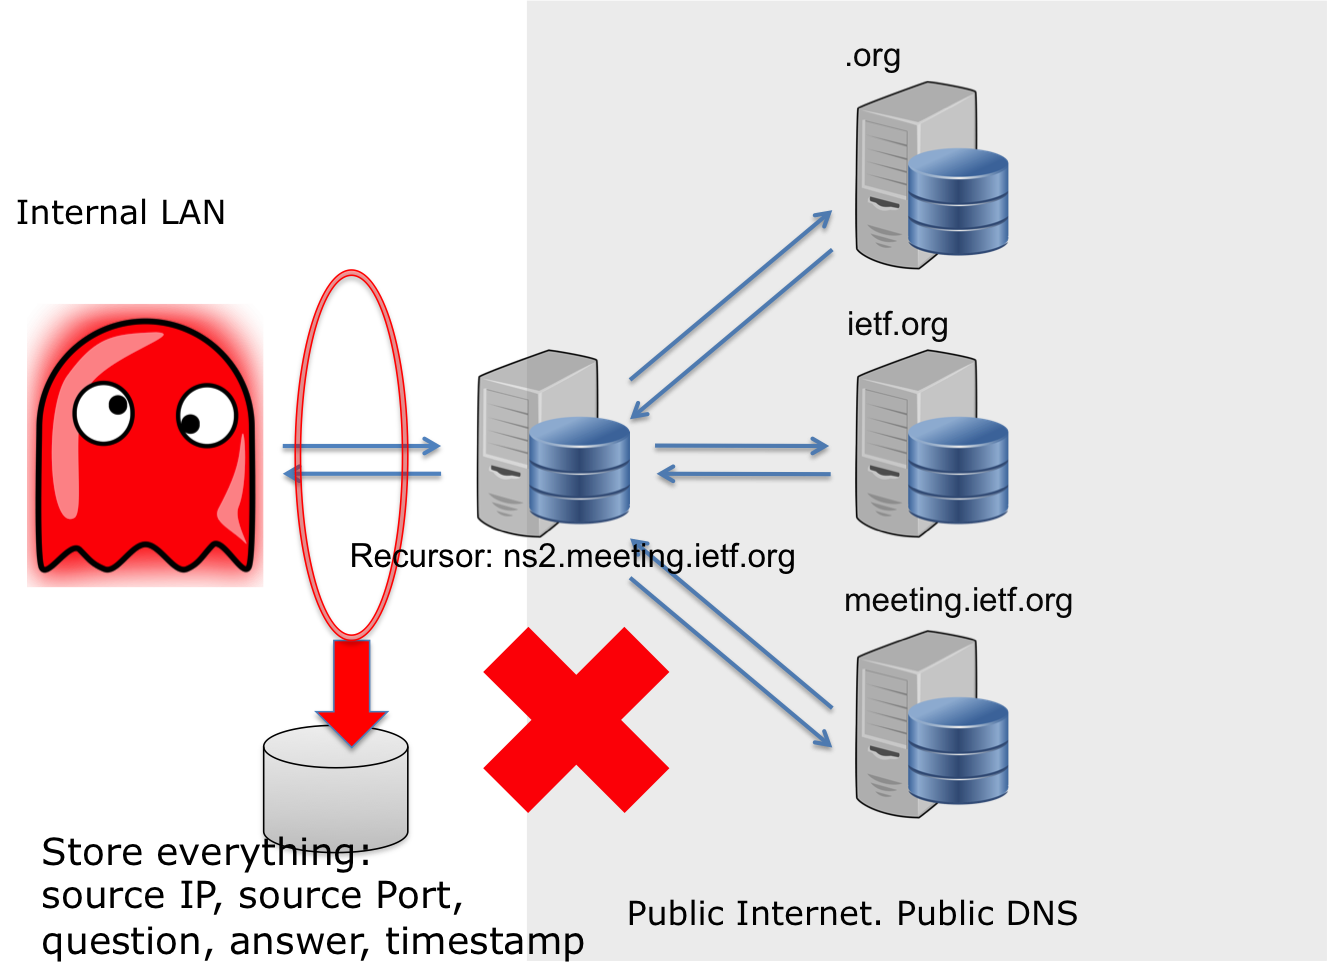 .org
Internal LAN
ietf.org
Recursor: ns2.meeting.ietf.org
meeting.ietf.org
Store everything:
source IP, source Port,
question, answer, timestamp
Public Internet. Public DNS